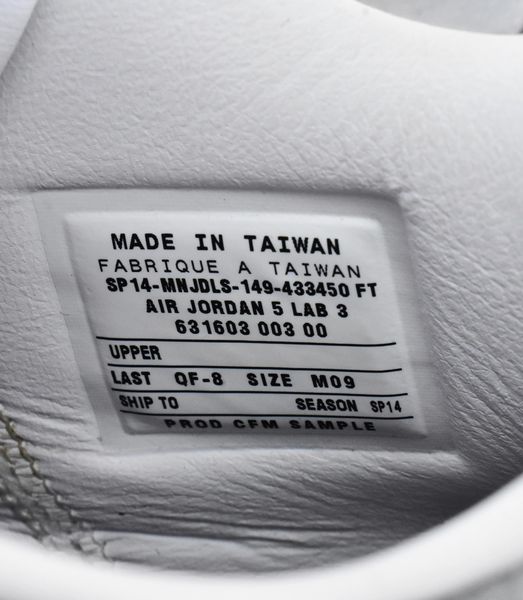 MADE IN TAIWAN
FABRIQUE A TAIWAN
SP14-MNJDLS-149-433450 FT
AIR JORDAN 5 LAB 3
631603 003 00
UPPER
LAST QF-8 SIZE M09
SHIP TO SEASON SP14
PROD CFM SAMPLE